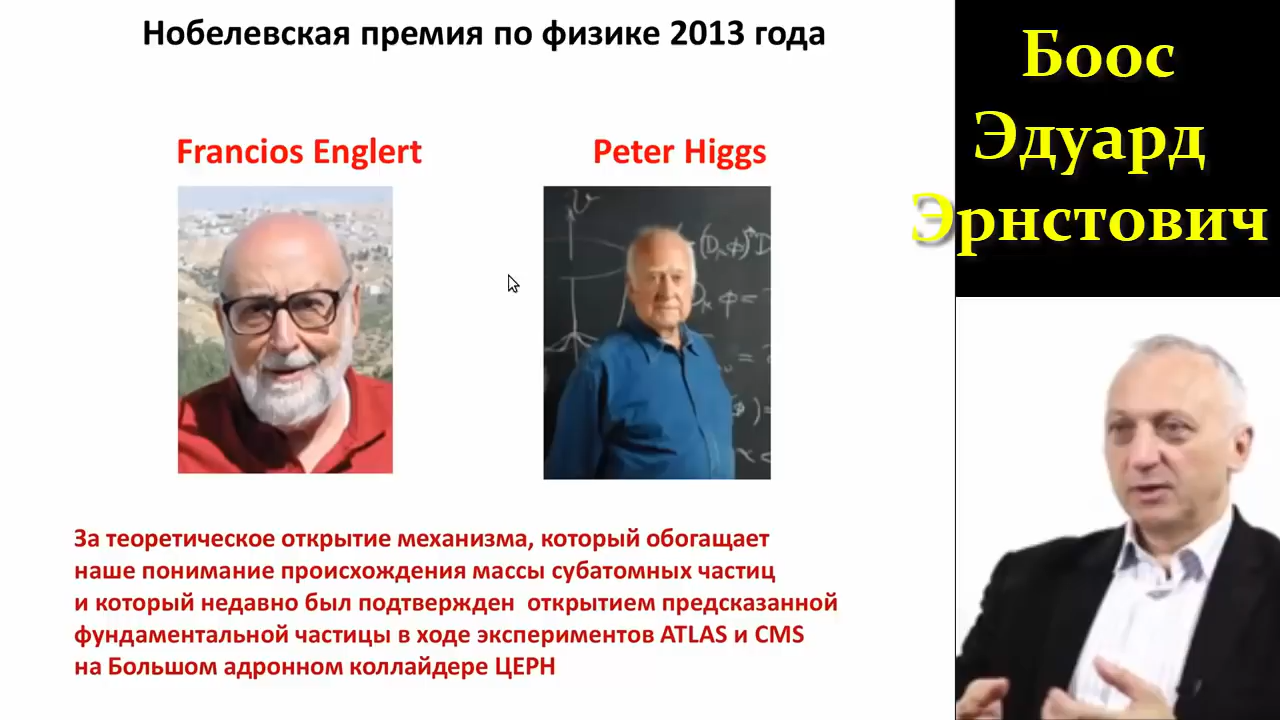 Нобелевская премия по физике 2013 года
Francios Englert
Peter Higgs
За теоретическое открытие механизма, который обогащает
наше понимание происхождения массы субатомных частиц
и который недавно был подтвержден открытием предсказанной
фундаментальной частицы в ходе экспериментов ATLAS и CMS
на Большом адронном коллайдере ЦЕРН
Боос
Эдуард
Эрнстович